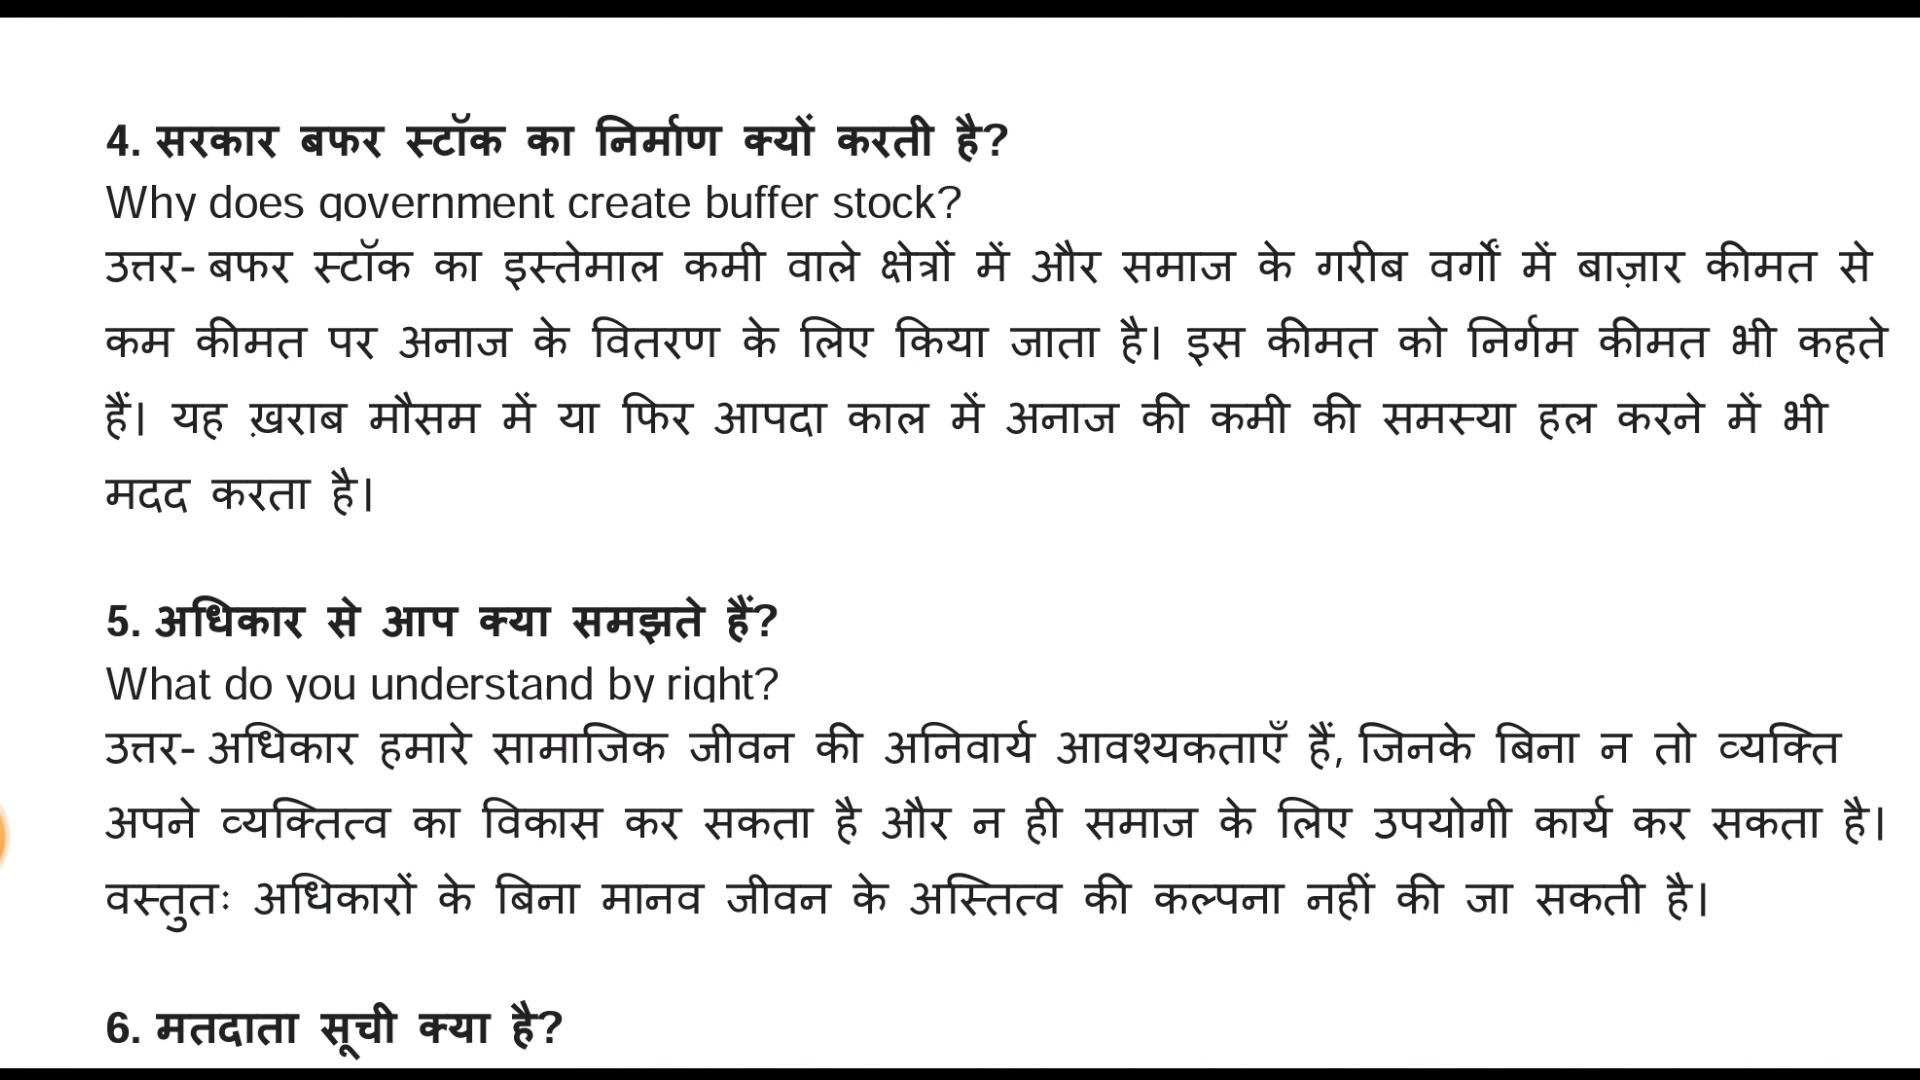 4. सरकार बफर स्टॉक का निर्माण क्यों करती है?
Why does government create buffer stock?
उत्तर- बफर स्टॉक का इस्तेमाल कमी वाले क्षेत्रों में और समाज के गरीब वर्गों में बाज़ार कीमत से
कम कीमत पर अनाज के वितरण के लिए किया जाता है। इस कीमत को निर्गम कीमत भी कहते
हैं। यह ख़राब मौसम में या फिर आपदा काल में अनाज की कमी की समस्या हल करने में भी
मदद करता है।
5. अधिकार से आप क्या समझते हैं?
What do you understand by right?
उत्तर- अधिकार हमारे सामाजिक जीवन की अनिवार्य आवश्यकताएँ हैं, जिनके बिना न तो व्यक्ति
अपने व्यक्तित्व का विकास कर सकता है और न ही समाज के लिए उपयोगी कार्य कर सकता है।
वस्तुतः अधिकारों के बिना मानव जीवन के अस्तित्व की कल्पना नहीं की जा सकती है।
6. मतदाता सूची क्या है?